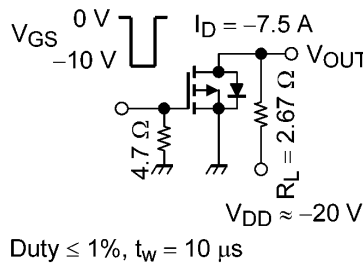 0 V
V_GS
−10 V
I_D = −7.5 A
V_OUT
4.7 Ω
R_L = 2.67 Ω
V_DD ≈ −20 V
Duty ≤ 1%, t_w = 10 μs